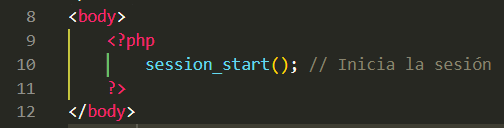 8 <body>
9 <?php
10 session_start(); // Inicia la sesión
11 ?>
12 </body>